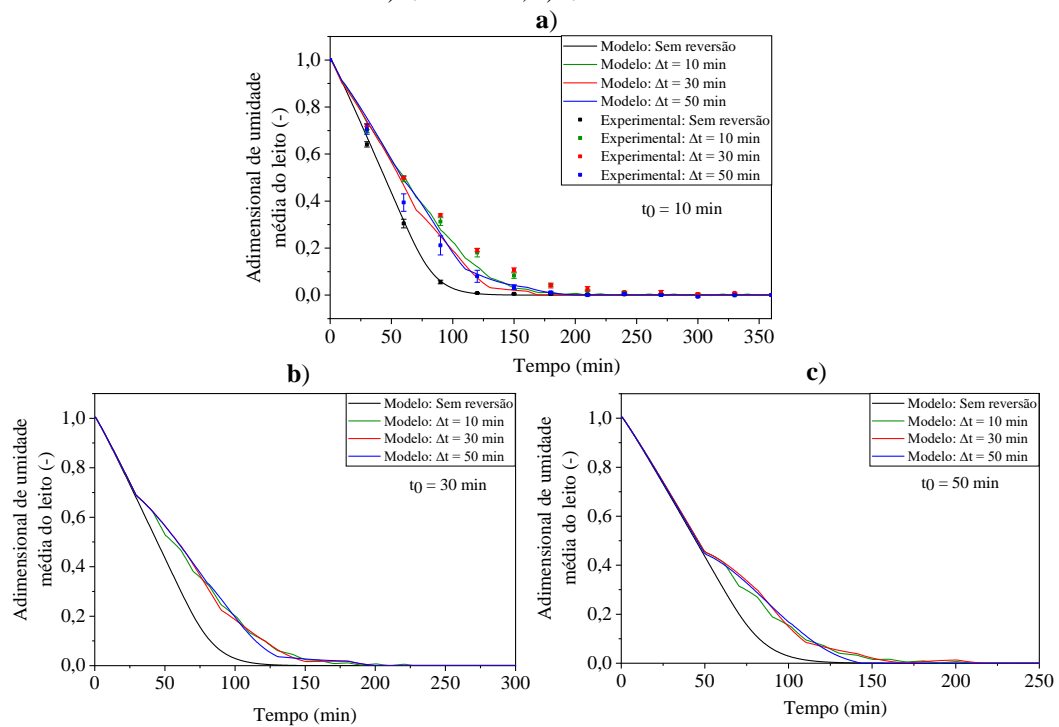 a)
1,0
0,8
0,6
0,4
0,2
0,0
Adimensional de umidade
média do leito (-)
Modelo: Sem reversão
Modelo: Δt = 10 min
Modelo: Δt = 30 min
Modelo: Δt = 50 min
Experimental: Sem reversão
Experimental: Δt = 10 min
Experimental: Δt = 30 min
Experimental: Δt = 50 min
t0 = 10 min
0 50 100 150 200 250 300 350
Tempo (min)
b)
1,0
0,8
0,6
0,4
0,2
0,0
Adimensional de umidade
média do leito (-)
Modelo: Sem reversão
Modelo: Δt = 10 min
Modelo: Δt = 30 min
Modelo: Δt = 50 min
t0 = 30 min
0 50 100 150 200 250 300
Tempo (min)
c)
1,0
0,8
0,6
0,4
0,2
0,0
Adimensional de umidade
média do leito (-)
Modelo: Sem reversão
Modelo: Δt = 10 min
Modelo: Δt = 30 min
Modelo: Δt = 50 min
t0 = 50 min
0 50 100 150 200 250
Tempo (min)